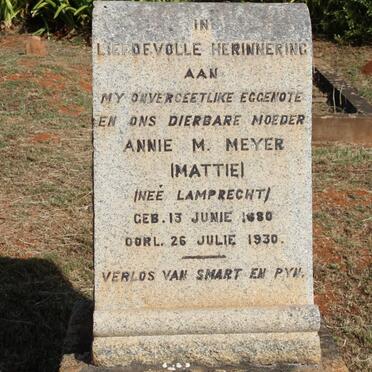 IN
LIEFDEVOLLE HERINNERING
AAN
MY ONVERGEETLIKE EGGENOTE
EN ONS DIERBARE MOEDER
ANNIE M. MEYER
(MATTIE)
(NEÉ LAMPRECHT)
GEB. 13 JUNIE 1880
OORL. 26 JULIE 1930.
VERLOS VAN SMART EN PYN.